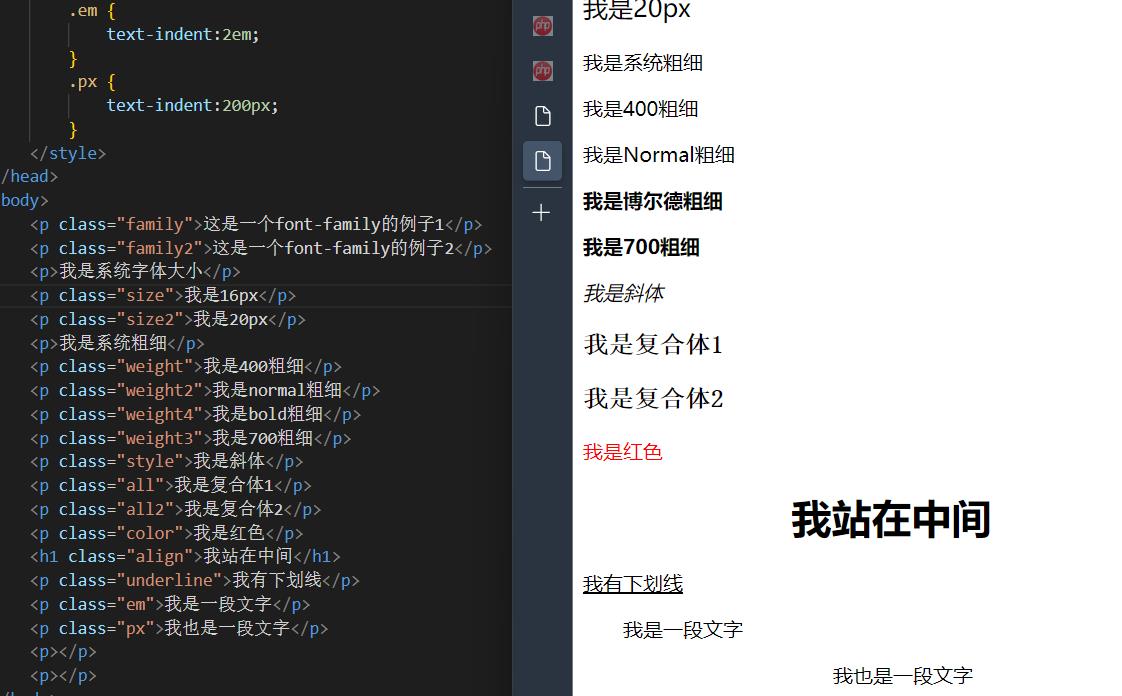 .em {
text-indent:2em;
}
.px {
text-indent:200px;
}
</style>
/head>
body>
<p class="family">这是一个font-family的例子1</p>
<p class="family2">这是一个font-family的例子2</p>
<p>我是系统字体大小</p>
<p class="size">我是16px</p>
<p class="size2">我是20px</p>
<p>我是系统粗细</p>
<p class="weight">我是400粗细</p>
<p class="weight2">我是normal粗细</p>
<p class="weight4">我是bold粗细</p>
<p class="weight3">我是700粗细</p>
<p class="style">我是斜体</p>
<p class="all">我是复合体1</p>
<p class="all2">我是复合体2</p>
<p class="color">我是红色</p>
<h1 class="align">我站在中间</h1>
<p class="underline">我有下划线</p>
<p class="em">我是一段文字</p>
<p class="px">我也是一段文字</p>
<p></p>
<p></p>
php
php
我是20px
我是系统粗细
我是400粗细
我是Normal粗细
我是博尔德粗细
我是700粗细
我是斜体
我是复合体1
我是复合体2
我是红色
我站在中间
我有下划线
我是一段文字
我也是一段文字